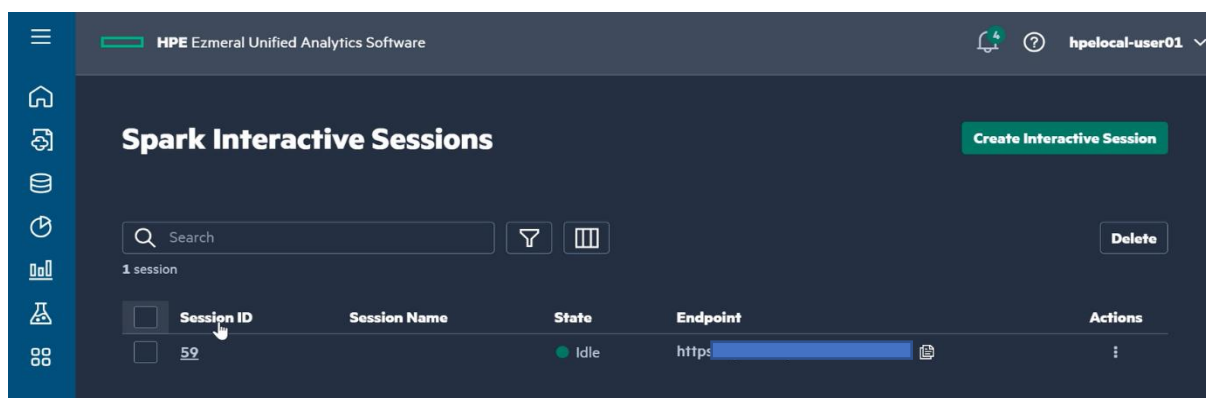 HPE Ezmeral Unified Analytics Software
4
hpelocal-user01
Spark Interactive Sessions
Create Interactive Session
Search
Delete
1 session
Session ID Session Name State Endpoint Actions
59 Idle https